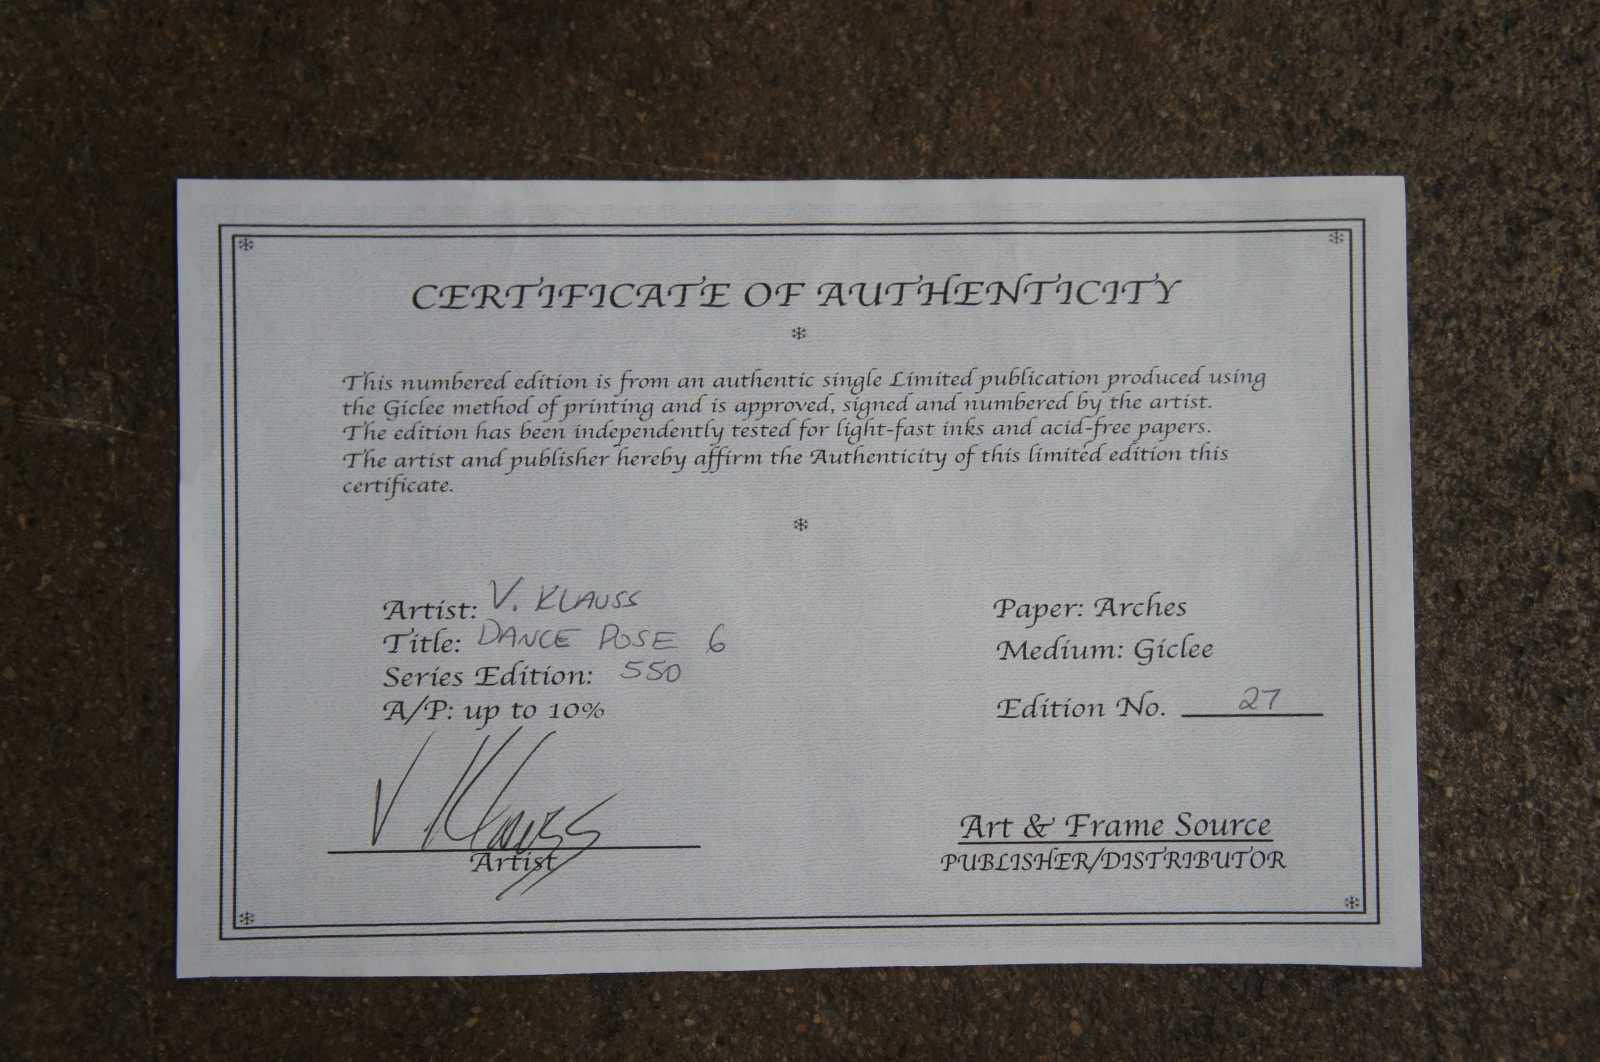 CERTIFICATE OF AUTHENTICITY
This numbered edition is from an authentic single Limited publication produced using
the Giclee method of printing and is approved, signed and numbered by the artist.
The edition has been independently tested for light-fast inks and acid-free papers.
The artist and publisher hereby affirm the Authenticity of this limited edition this
certificate.
Artist: V. KLAUSS
Title: DANCE POSE 6
Series Edition: 550
A/P: up to 10%
Paper: Arches
Medium: Giclee
Edition No. 27
V Klauss
Artist
Art & Frame Source
PUBLISHER/DISTRIBUTOR